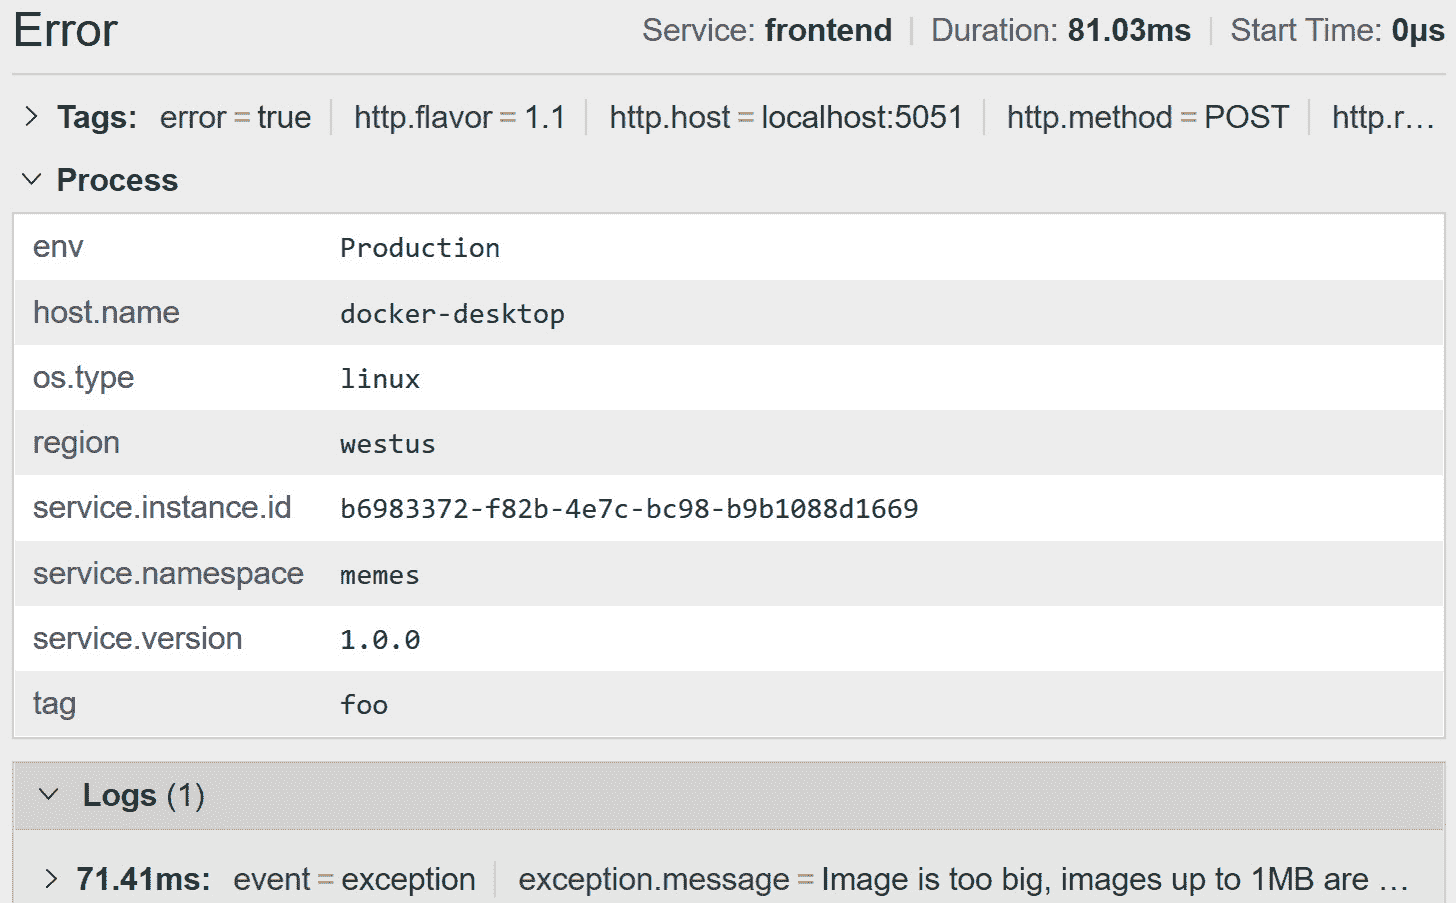 Error Service: frontend Duration: 81.03ms Start Time: 0μs
Tags: error = true http.flavor = 1.1 http.host = localhost:5051 http.method = POST http.r…
Process
env Production
host.name docker-desktop
os.type linux
region westus
service.instance.id b6983372-f82b-4e7c-bc98-b9b1088d1669
service.namespace memes
service.version 1.0.0
tag foo
Logs (1)
71.41ms: event = exception exception.message = Image is too big, images up to 1MB are …